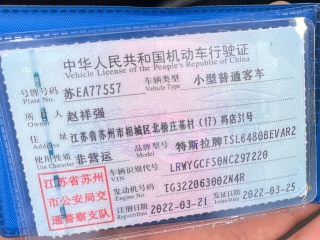 中华人民共和国机动车行驶证
Vehicle License of the People's Republic of China
号牌号码 苏EA77557 车辆类型 小型普通客车
Plate No. Vehicle Type
所有人 赵祥强
Owner
住址 江苏省苏州市相城区北桥庄基村(17)冯店31号
Address
使用性质 非营运 品牌型号 特斯拉牌TSL6480BEVAR2
Use Character Model
江苏省苏州
市公安局交
通警察支队
车辆识别代号 LRWYGCFS0NC297220
VIN
发动机号码 TG322063002N4R
Engine No.
注册日期 2022-03-21 发证日期 2022-03-25
Register Date Issue Date